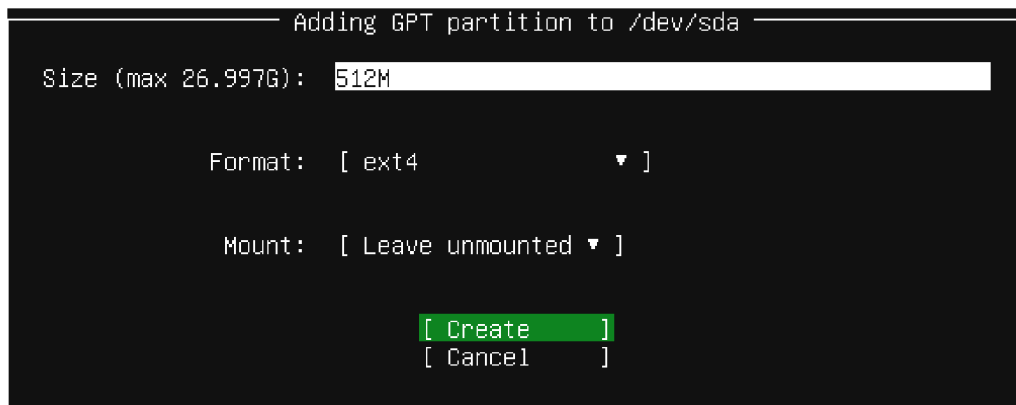 Adding GPT partition to /dev/sda
Size (max 26.997G): 512M
Format: [ ext4 ▾ ]
Mount: [ Leave unmounted ▾ ]
[ Create ]
[ Cancel ]